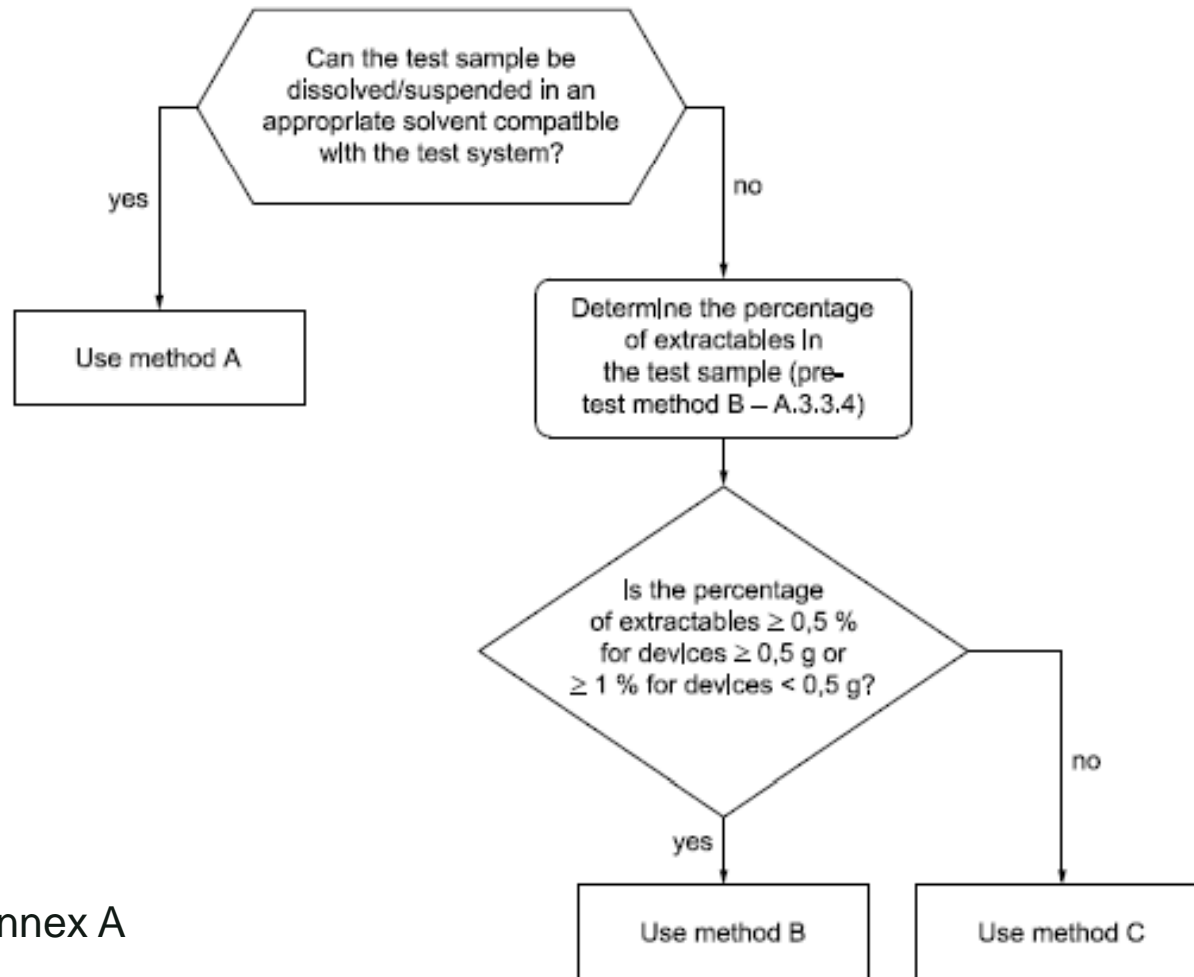 Can the test sample be
dissolved/suspended in an
appropriate solvent compatible
with the test system?
yes
no
Use method A
Determine the percentage
of extractables in
the test sample (pre-
test method B – A.3.3.4)
Is the percentage
of extractables ≥ 0,5 %
for devices ≥ 0,5 g or
≥ 1 % for devices < 0,5 g?
no
yes
Use method B
Use method C
nnex A